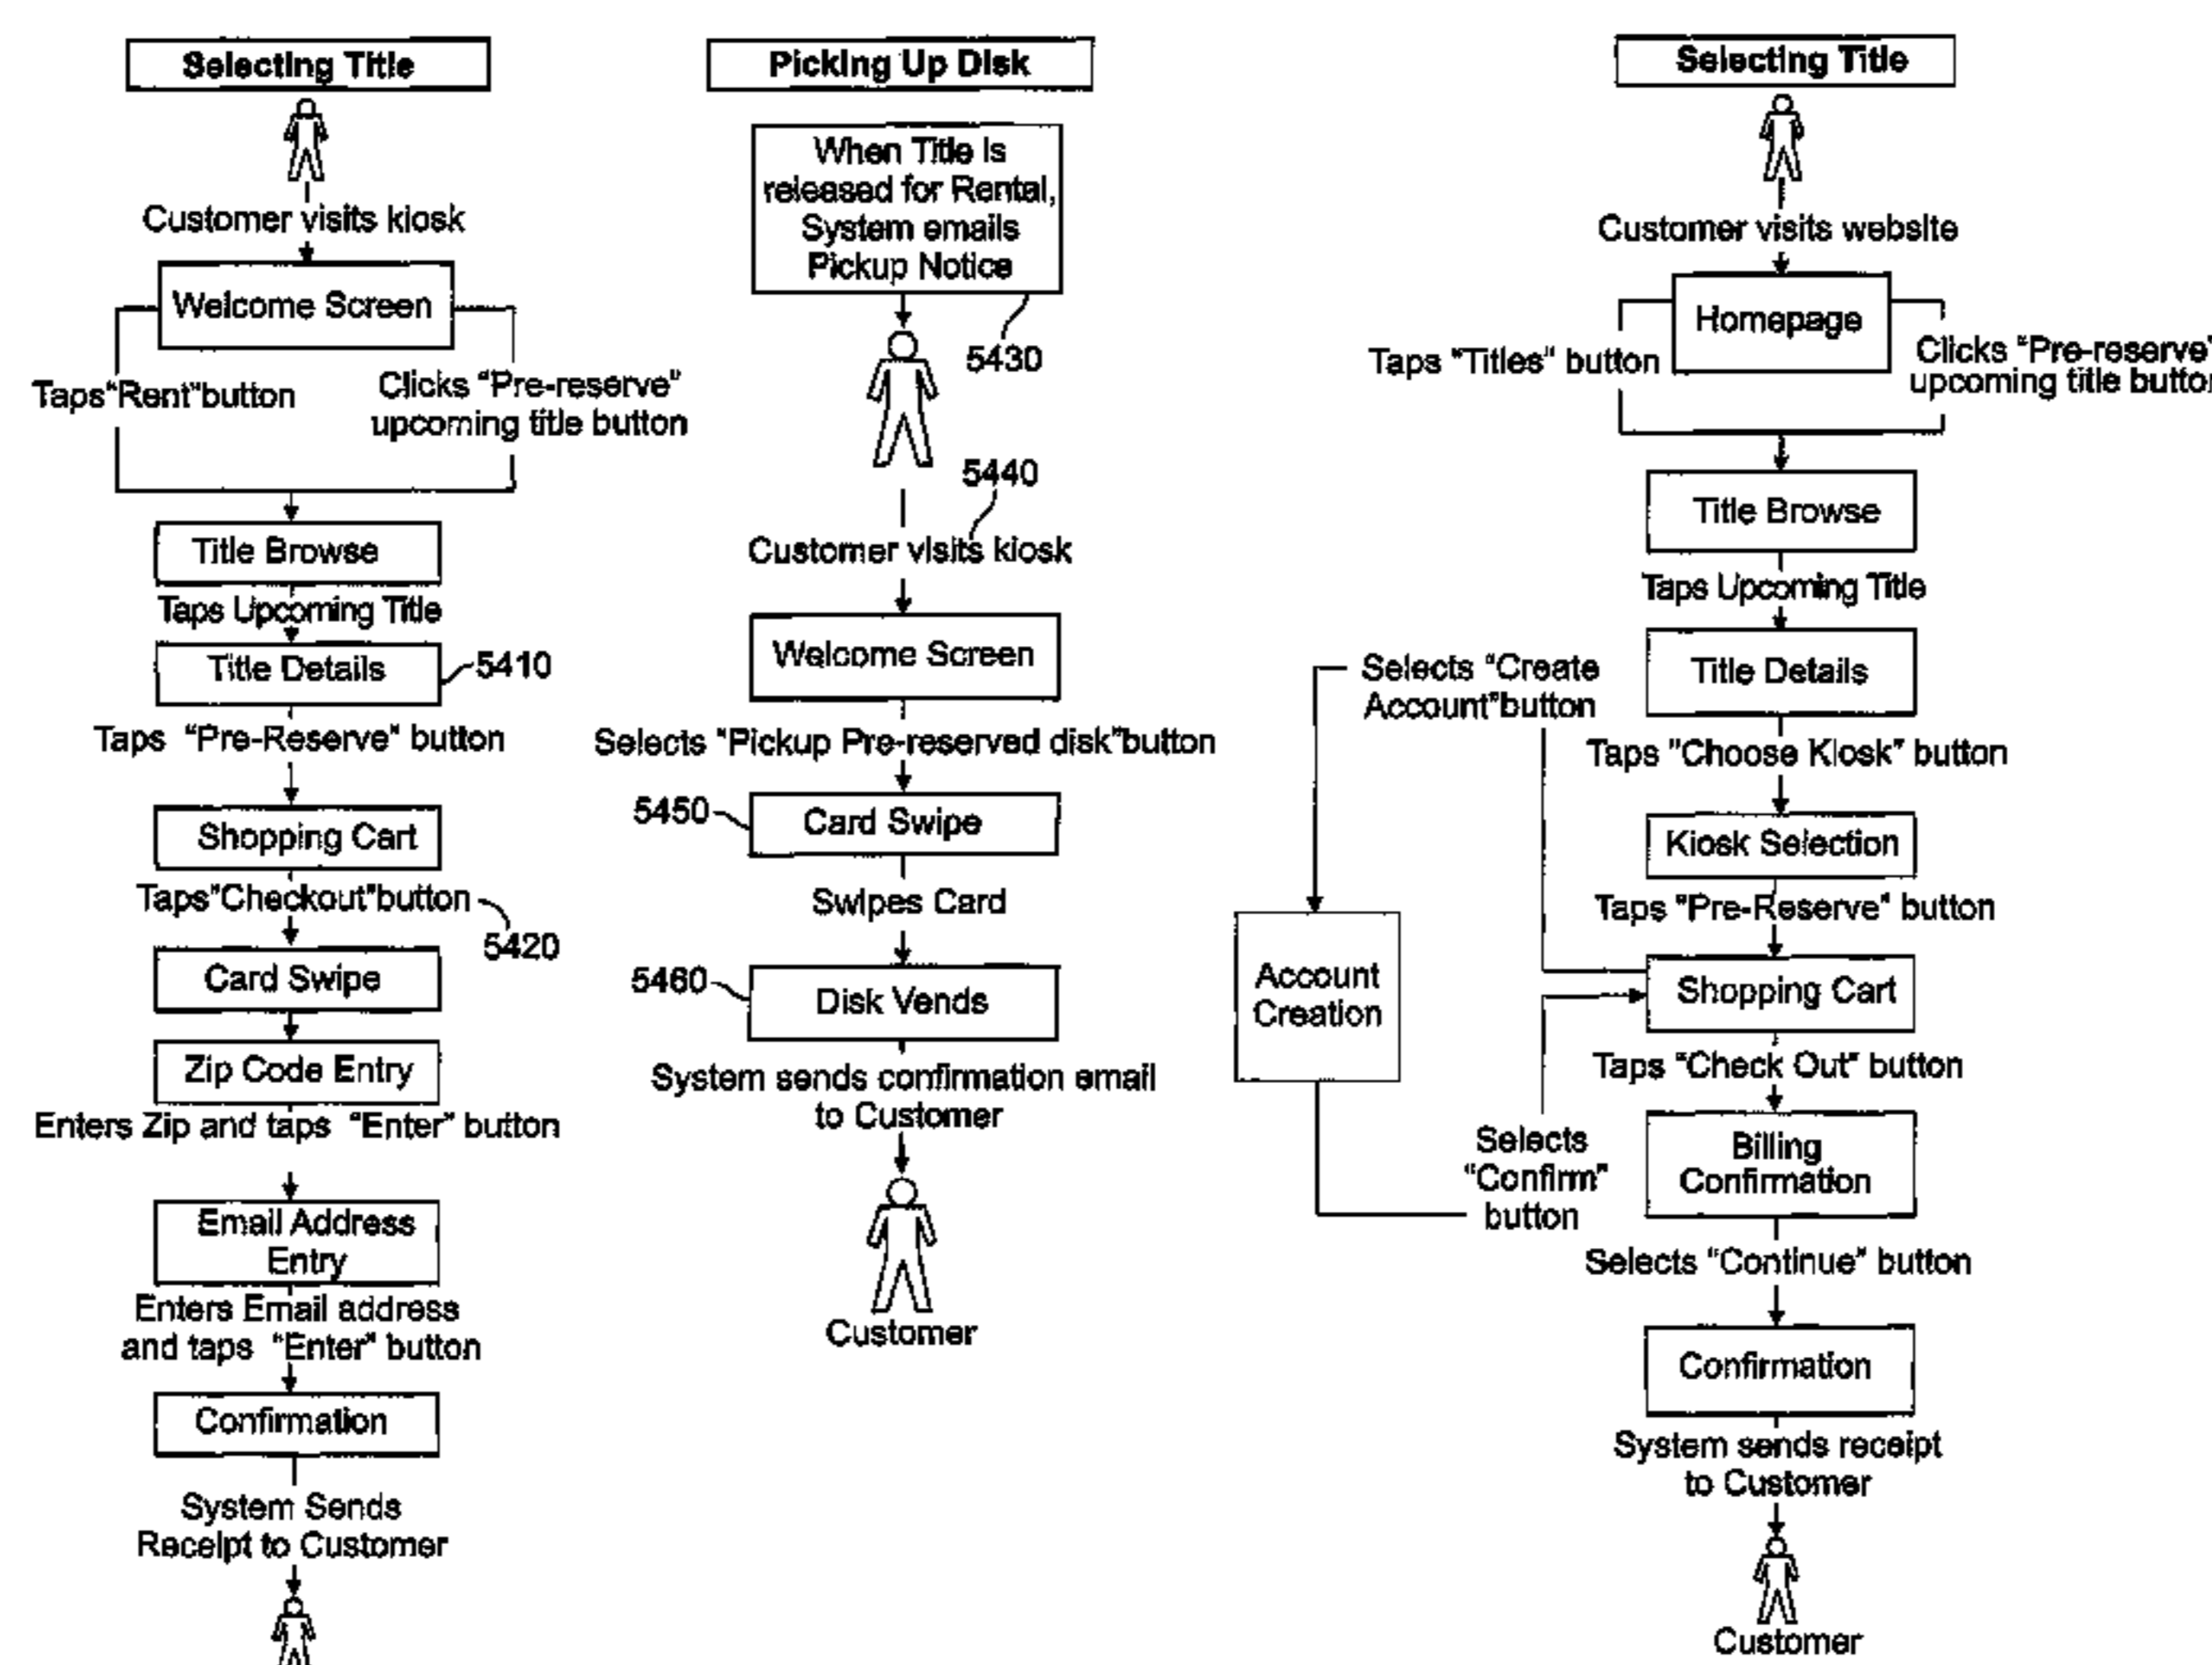 Selecting Title
Customer visits kiosk
Welcome Screen
Taps"Rent"button
Clicks "Pre-reserve"
upcoming title button
Title Browse
Taps Upcoming Title
Title Details
5410
Taps "Pre-Reserve" button
Shopping Cart
Taps"Checkout"button
5420
Card Swipe
Zip Code Entry
Enters Zip and taps "Enter" button
Email Address
Entry
Enters Email address
and taps "Enter" button
Confirmation
System Sends
Receipt to Customer
Picking Up Disk
When Title is
released for Rental,
System emails
Pickup Notice
5430
5440
Customer visits kiosk
Welcome Screen
Selects "Pickup Pre-reserved disk"button
5450
Card Swipe
Swipes Card
5460
Disk Vends
System sends confirmation email
to Customer
Customer
Selecting Title
Customer visits website
Homepage
Taps "Titles" button
Clicks "Pre-reserve"
upcoming title button
Title Browse
Taps Upcoming Title
Title Details
Selects "Create
Account"button
Taps "Choose Kiosk" button
Kiosk Selection
Taps "Pre-Reserve" button
Account
Creation
Shopping Cart
Taps "Check Out" button
Selects
"Confirm"
button
Billing
Confirmation
Selects "Continue" button
Confirmation
System sends receipt
to Customer
Customer